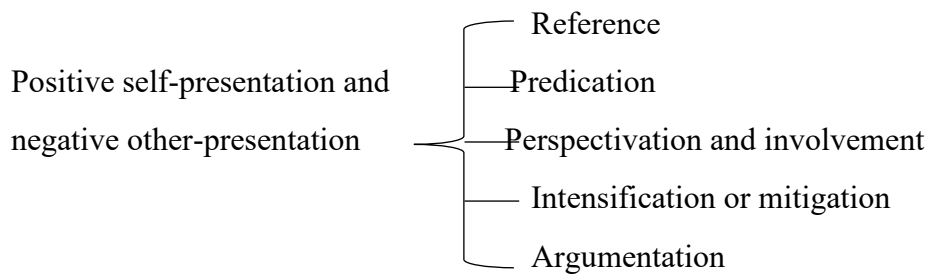 Reference
Positive self-presentation and
Predication
negative other-presentation
Perspectivation and involvement
Intensification or mitigation
Argumentation